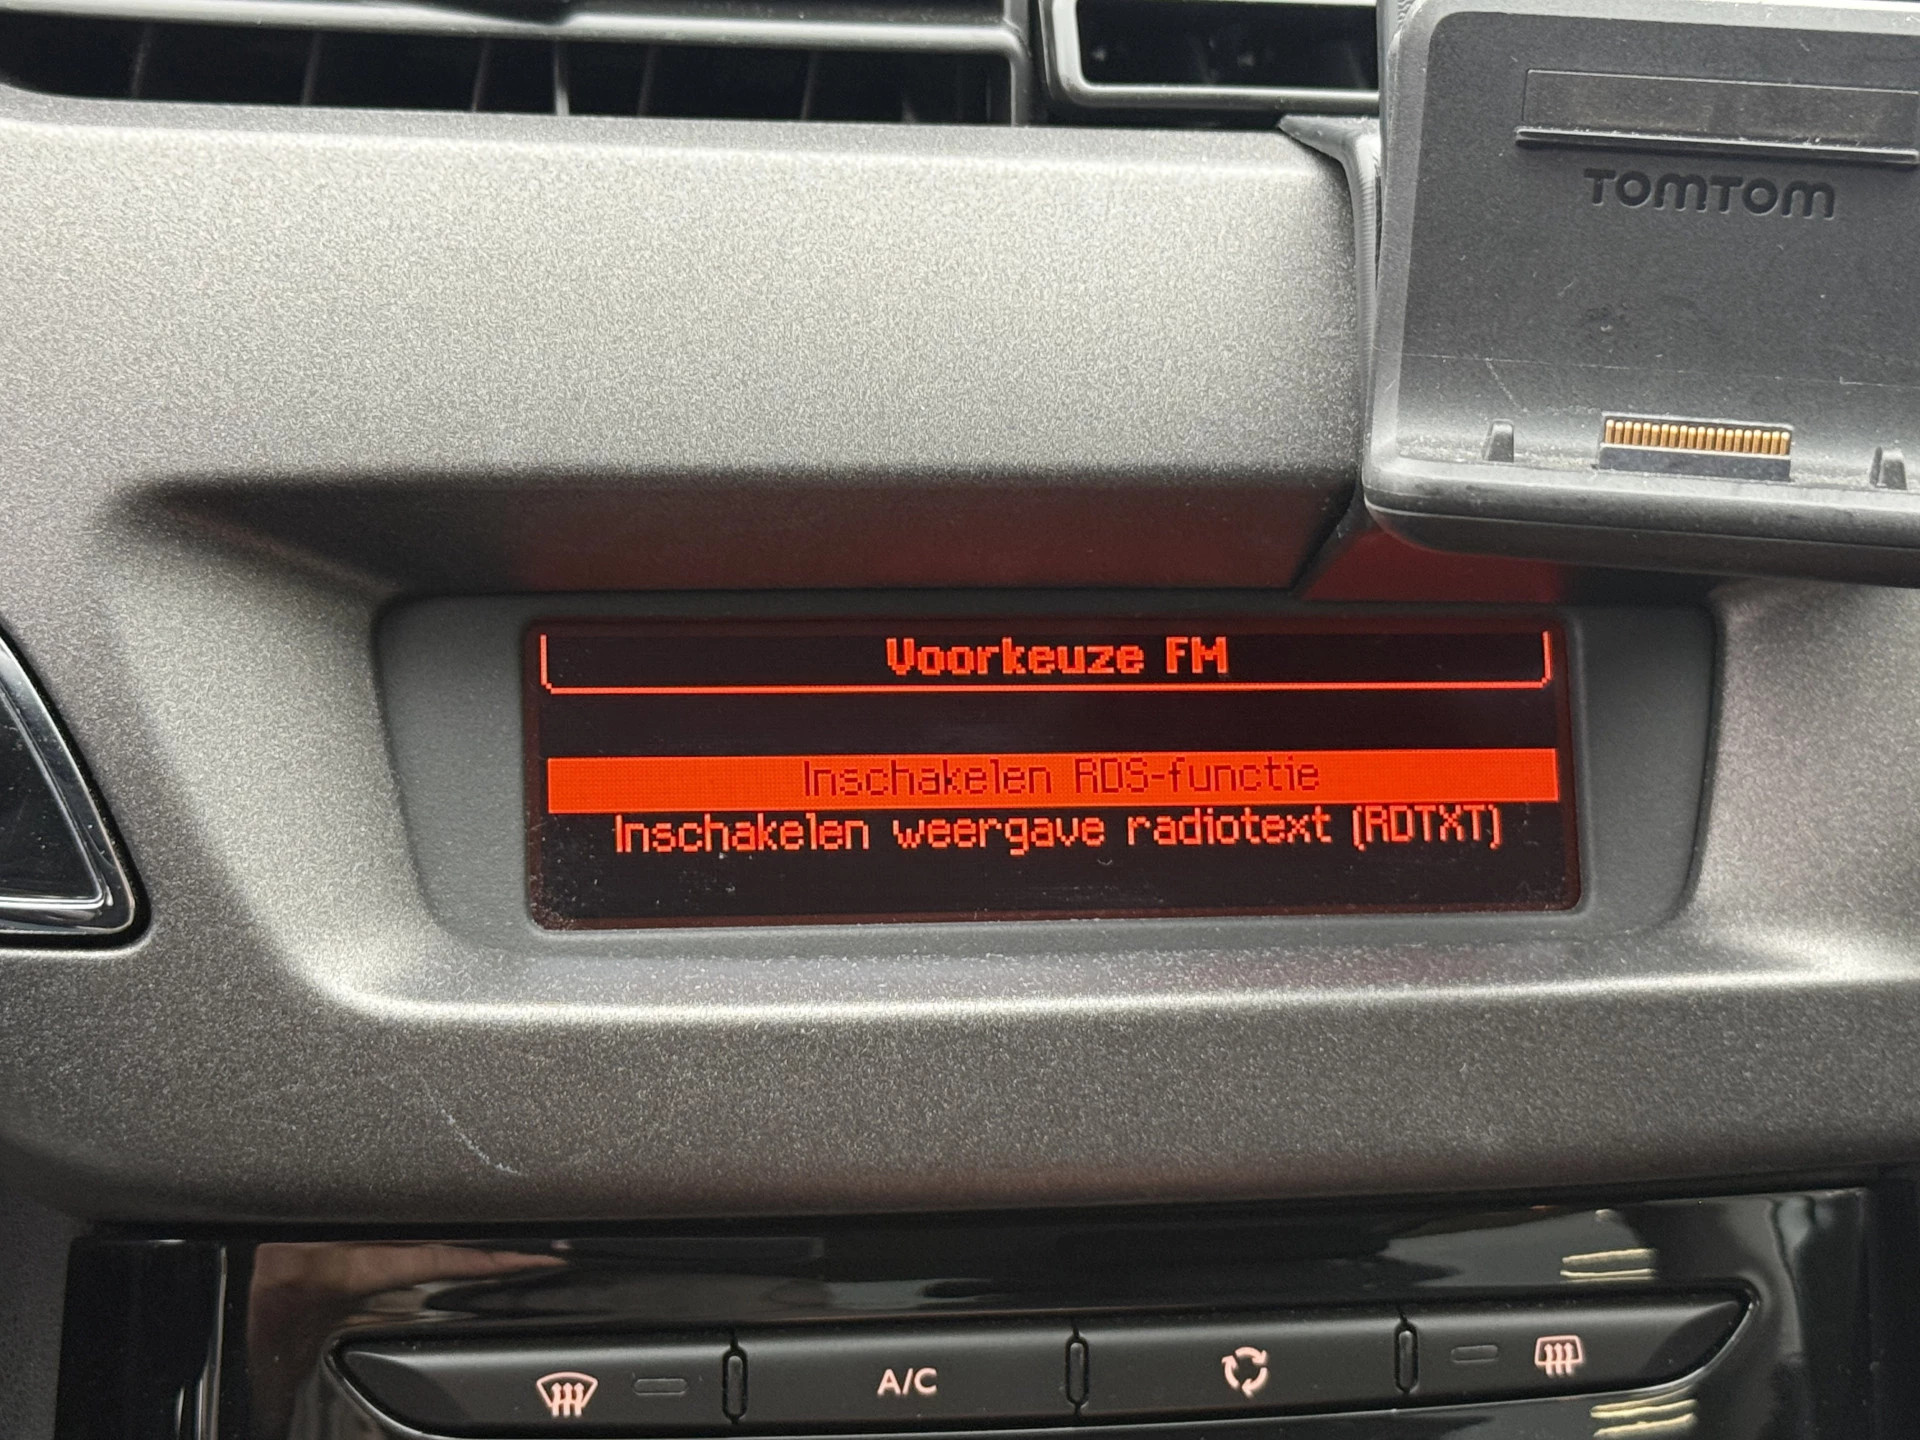 TOMTOM
Voorkeuze FM
Inschakelen RDS-functie
Inschakelen weergave radiotext (RDTXT)
A/C